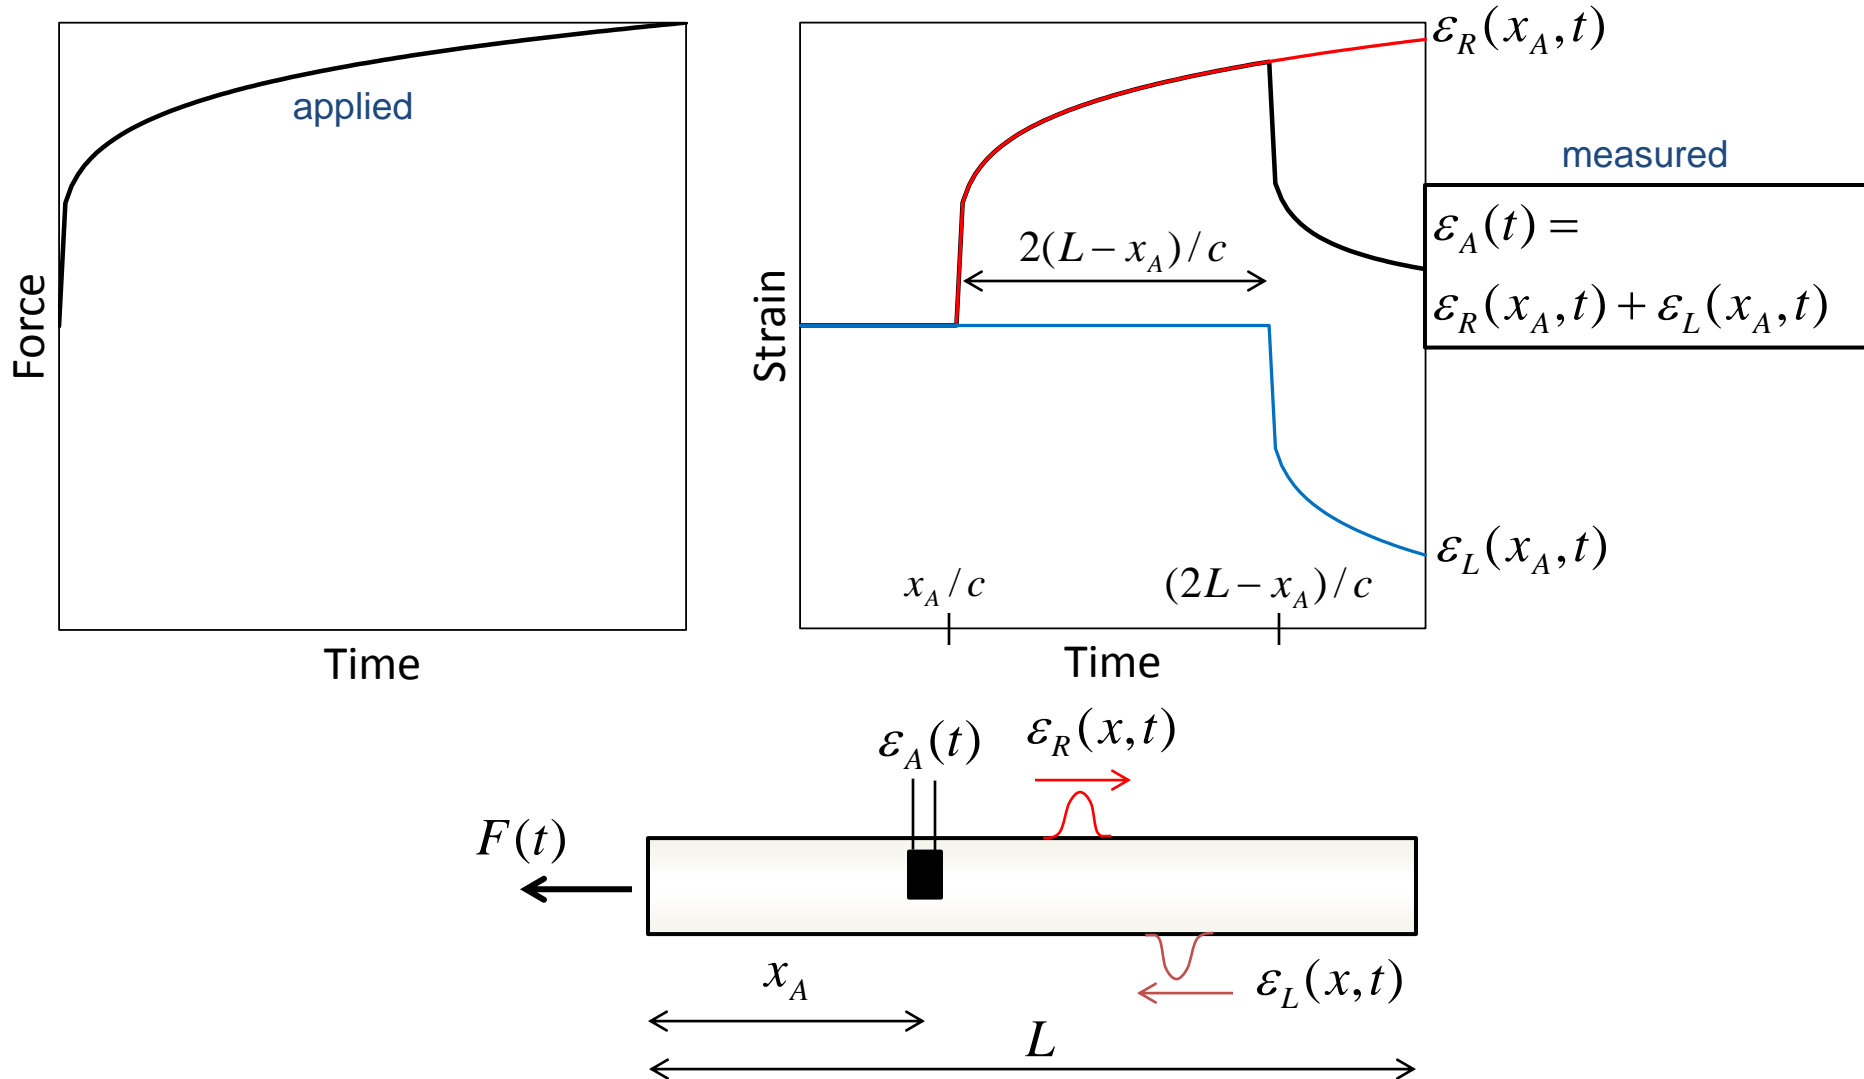 Force
applied
Time
Strain
ε_R(x_A,t)
measured
ε_A(t) =
ε_R(x_A,t) + ε_L(x_A,t)
2(L − x_A)/c
ε_L(x_A,t)
x_A/c
(2L − x_A)/c
Time
ε_A(t)
ε_R(x,t)
F(t)
x_A
ε_L(x,t)
L